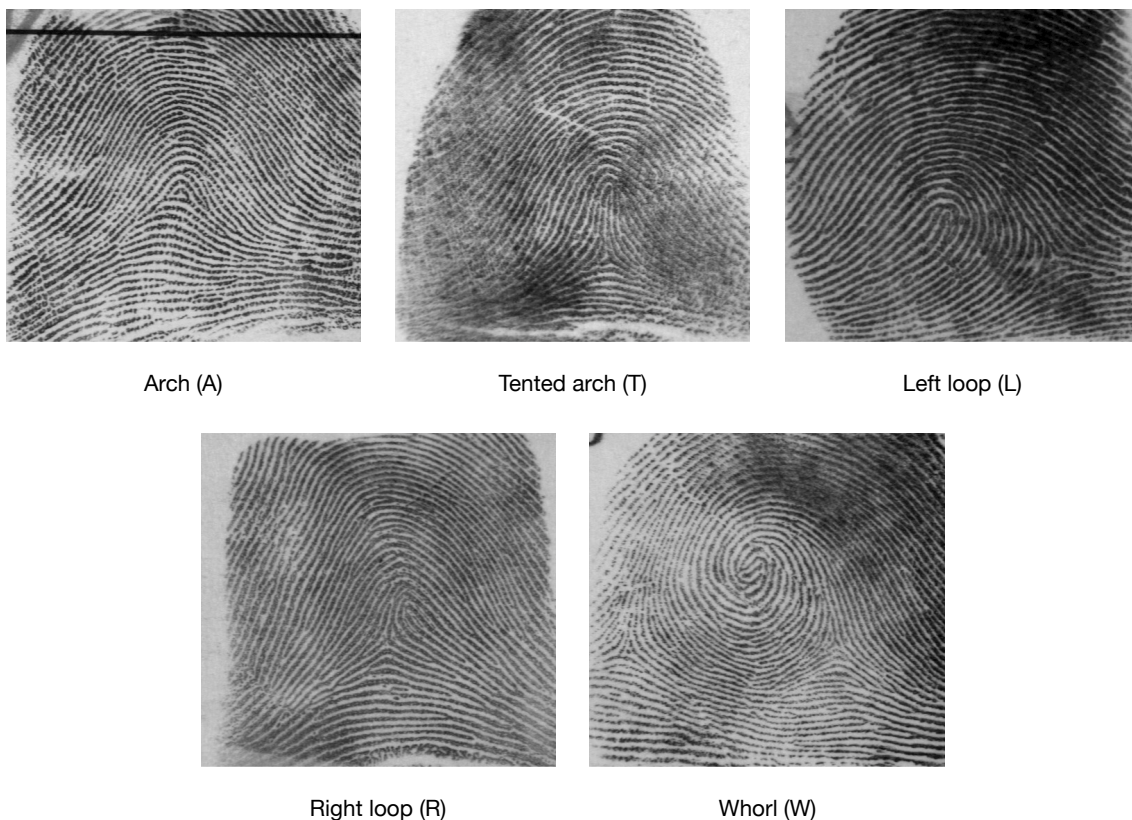 Arch (A)
Tented arch (T)
Left loop (L)
Right loop (R)
Whorl (W)